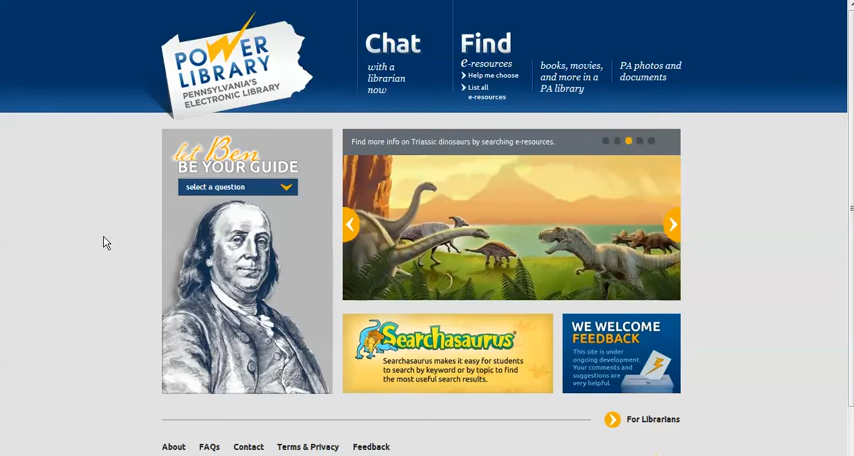 POWER
LIBRARY
PENNSYLVANIA'S
ELECTRONIC LIBRARY
Chat
with a
librarian
now
Find
e-resources
Help me choose
List all
e-resources
books, movies,
and more in a
PA library
PA photos and
documents
let Ben
BE YOUR GUIDE
select a question
Find more info on Triassic dinosaurs by searching e-resources.
Searchasaurus
Searchasaurus makes it easy for students
to search by keyword or by topic to find
the most useful search results.
WE WELCOME
FEEDBACK
This site is under
ongoing development.
Your comments and
suggestions are
very helpful.
For Librarians
About
FAQs
Contact
Terms & Privacy
Feedback